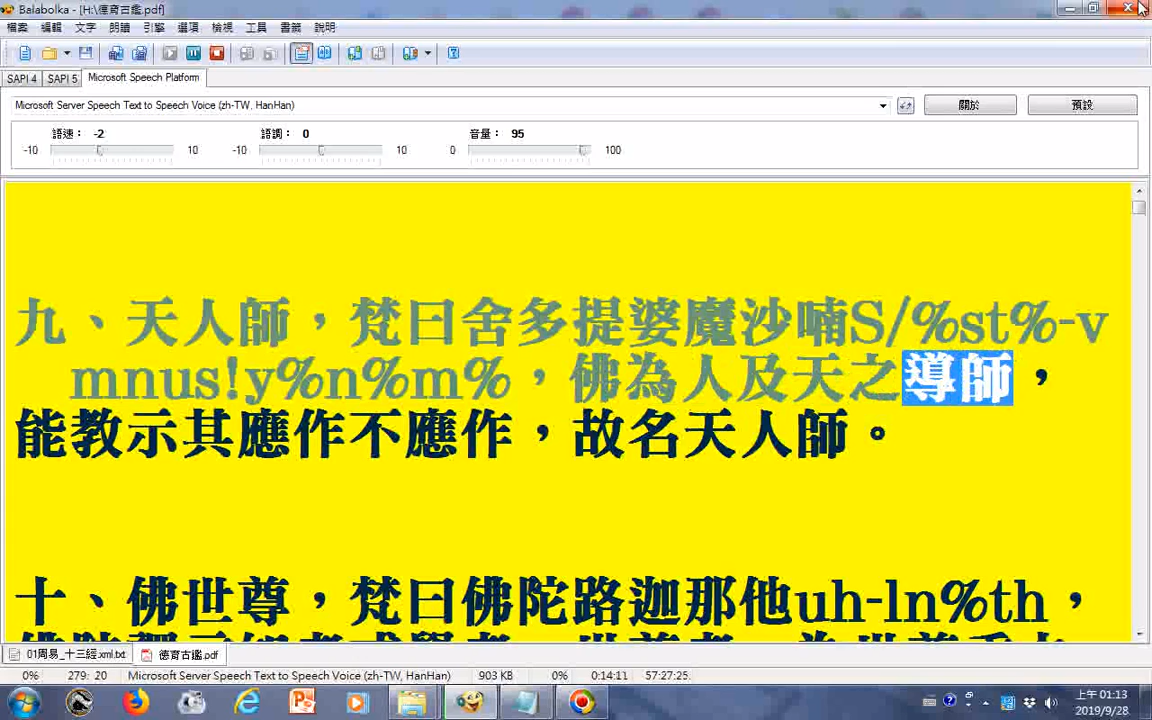 Balabolka - [H:\德育古鑑.pdf]
檔案 編輯 文字 朗讀 引擎 選項 檢視 工具 書籤 說明
SAPI 4 SAPI 5 Microsoft Speech Platform
Microsoft Server Speech Text to Speech Voice (zh-TW, HanHan) 關於 預設
語速： -2 語調： 0 音量： 95
-10 10 -10 10 0 100
九、天人師，梵曰舍多提婆魔沙喃S/%st%-v
mnus!y%n%m%，佛為人及天之導師，
能教示其應作不應作，故名天人師。
十、佛世尊，梵曰佛陀路迦那他uh-ln%th，
01周易_十三經.xml.txt 德育古鑑.pdf
0% 279: 20 Microsoft Server Speech Text to Speech Voice (zh-TW, HanHan) 903 KB 0% 0:14:11 57:27:25.
上午 01:13
2019/9/28